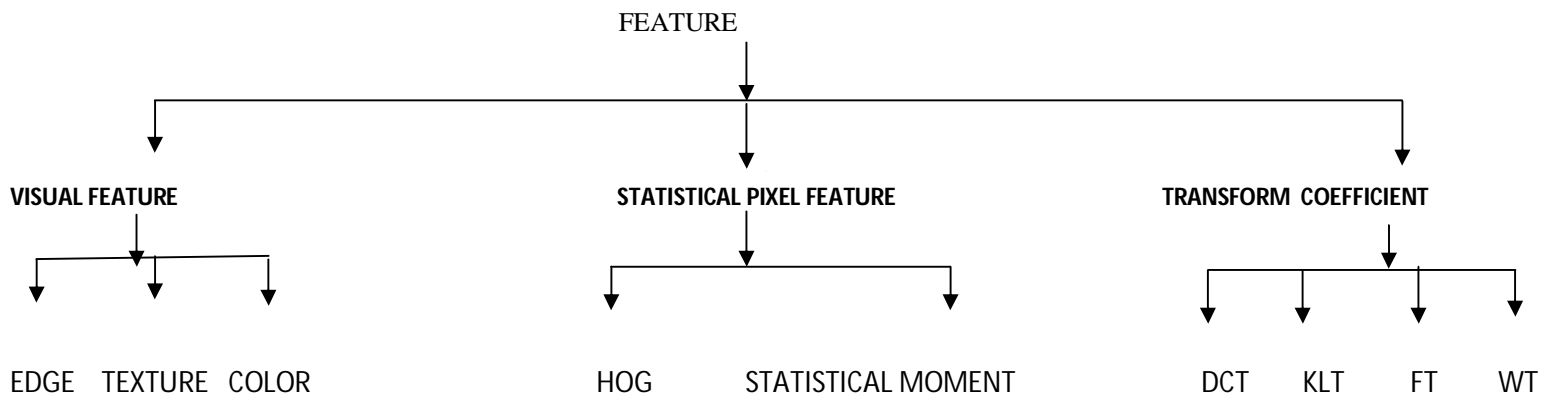 FEATURE
VISUAL FEATURE STATISTICAL PIXEL FEATURE TRANSFORM COEFFICIENT
EDGE TEXTURE COLOR HOG STATISTICAL MOMENT DCT KLT FT WT